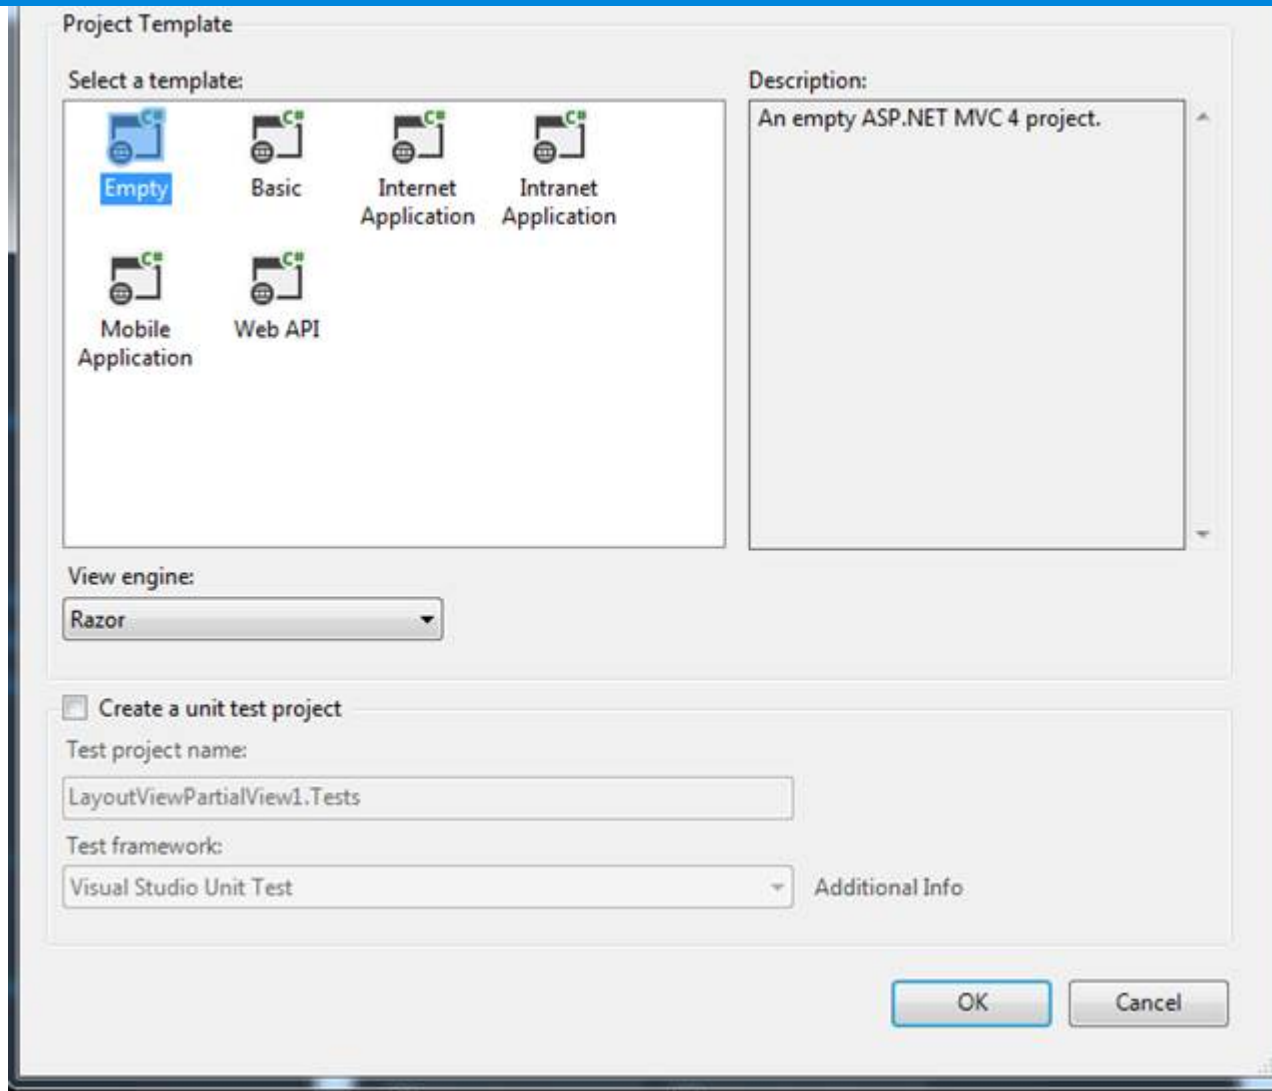 Project Template
Select a template:
Description:
C#
C#
C#
C#
An empty ASP.NET MVC 4 project.
Empty
Basic
Internet
Application
Intranet
Application
C#
C#
Mobile
Application
Web API
View engine:
Razor
Create a unit test project
Test project name:
LayoutViewPartialView1.Tests
Test framework:
Visual Studio Unit Test
Additional Info
OK
Cancel